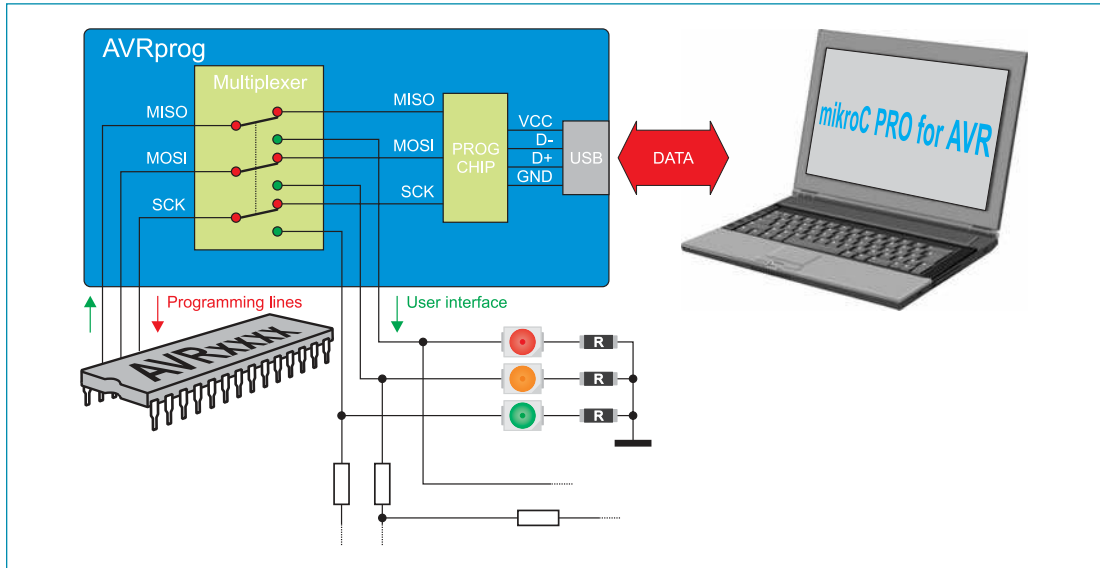 AVRprog
Multiplexer
MISO
MISO
MOSI
MOSI
SCK
SCK
PROG
CHIP
VCC
D-
D+
GND
USB
DATA
mikroC PRO for AVR
Programming lines
User interface
AVRxxxx
R
R
R